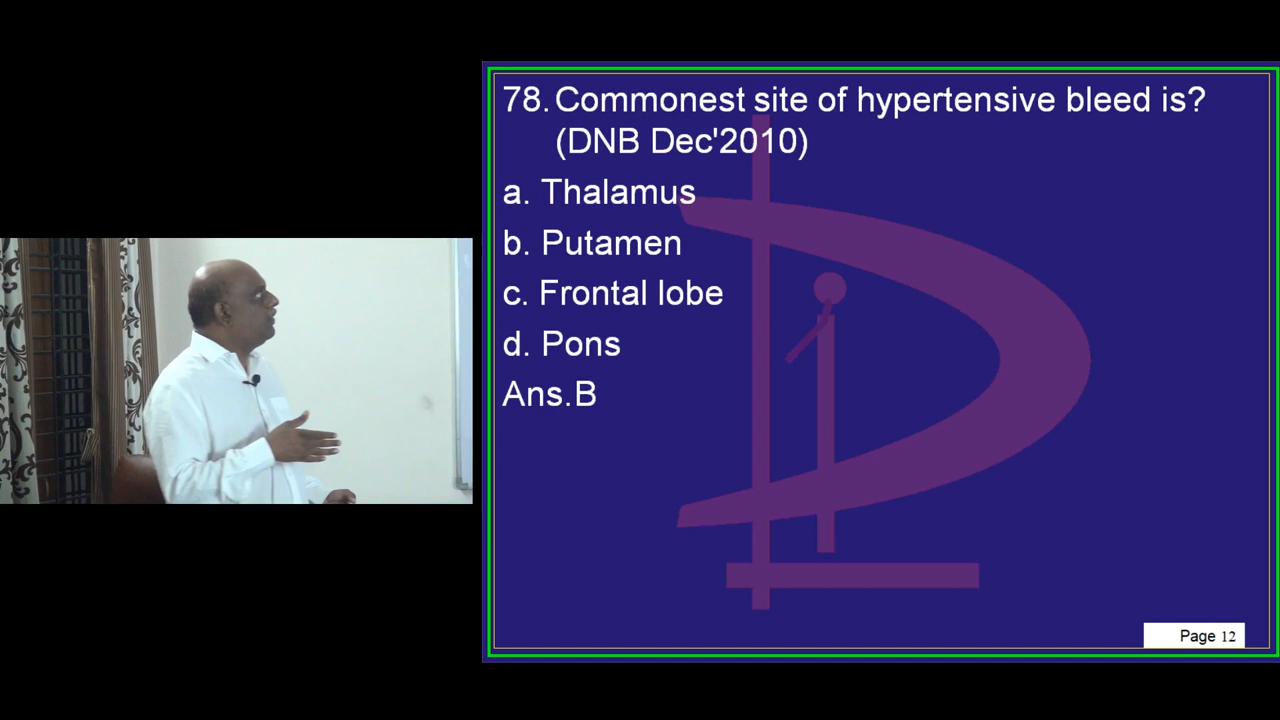 78. Commonest site of hypertensive bleed is?
(DNB Dec'2010)
a. Thalamus
b. Putamen
c. Frontal lobe
d. Pons
Ans.B
Page 12